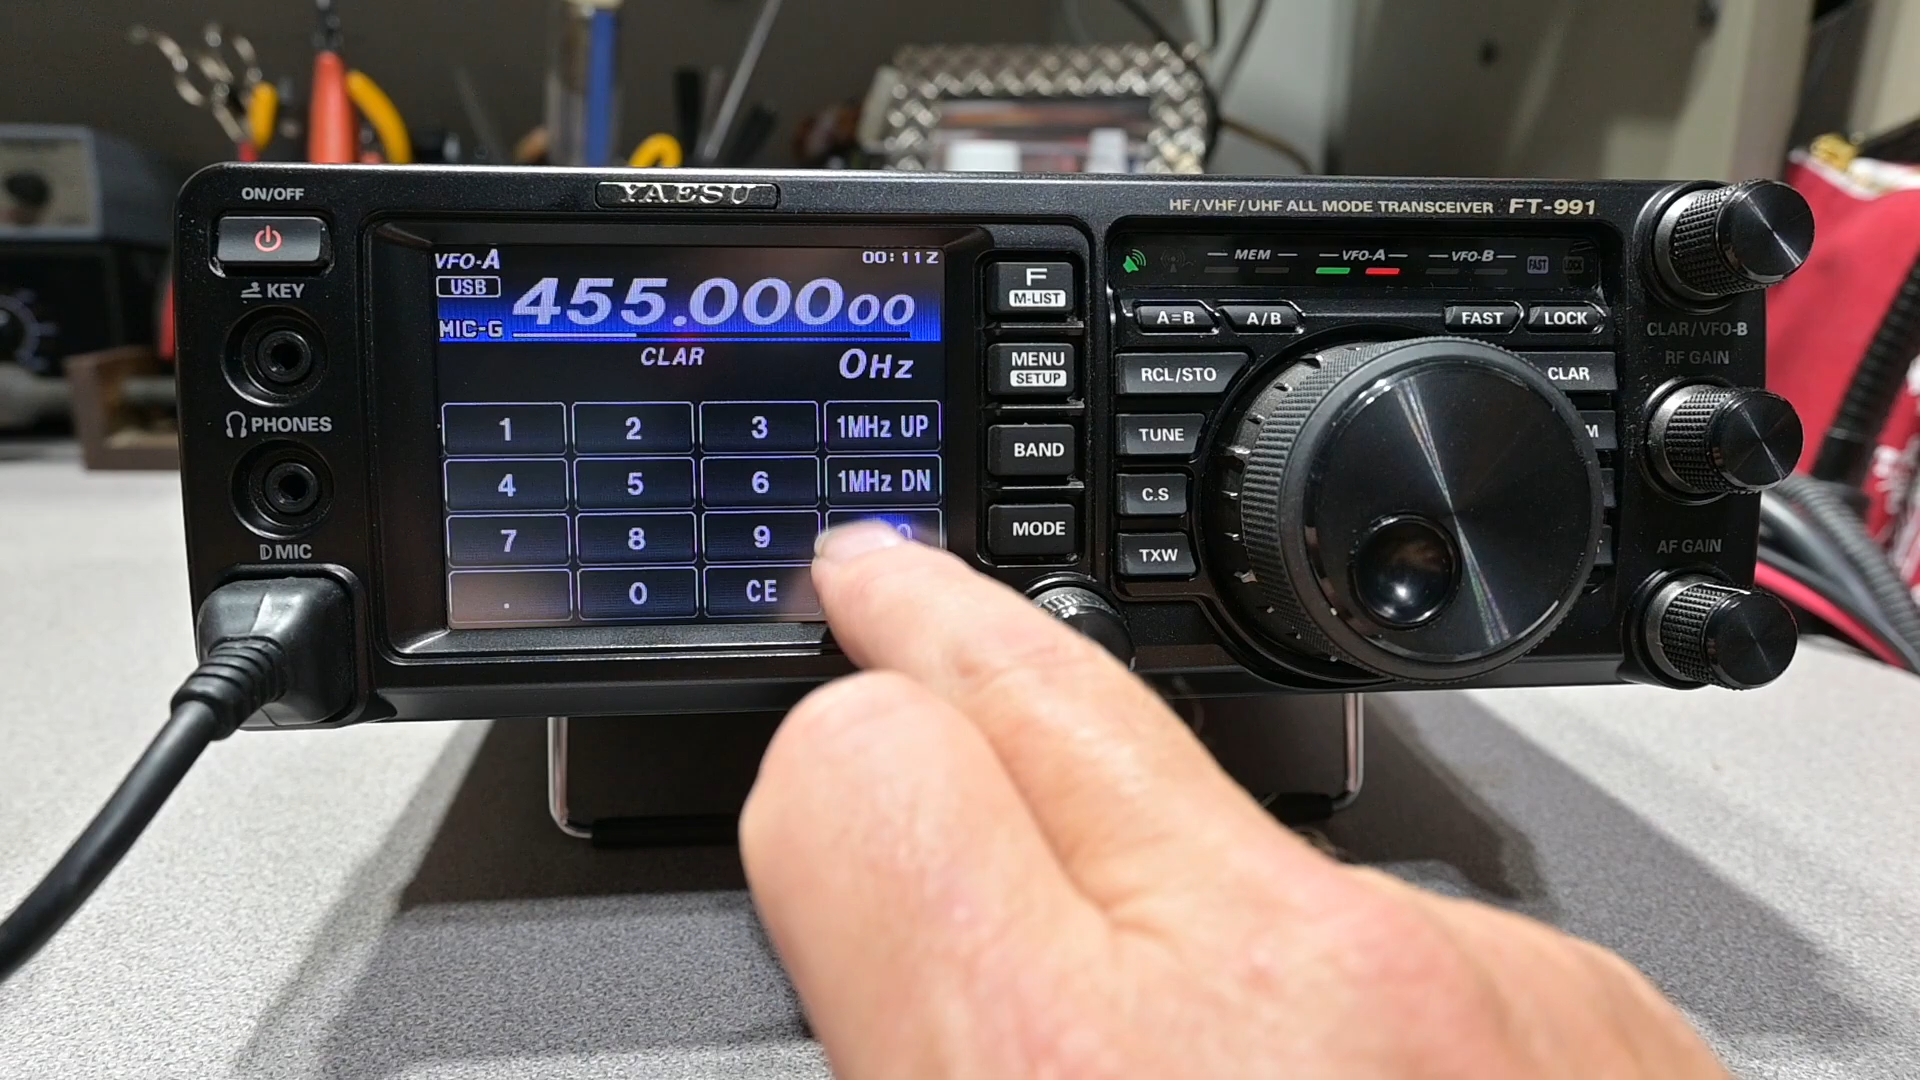 ON/OFF
YAESU
HF/VHF/UHF ALL MODE TRANSCEIVER FT-991
KEY
PHONES
MIC
VFO-A
00:11Z
USB
455.00000
MIC-G
CLAR
0Hz
1 2 3 1MHz UP
4 5 6 1MHz DN
7 8 9
. 0 CE
F
M-LIST
MENU
SETUP
BAND
MODE
MEM VFO-A VFO-B FAST LOCK
A=B A/B FAST LOCK
RCL/STO CLAR
TUNE
C.S
TXW
CLAR/VFO-B
RF GAIN
AF GAIN